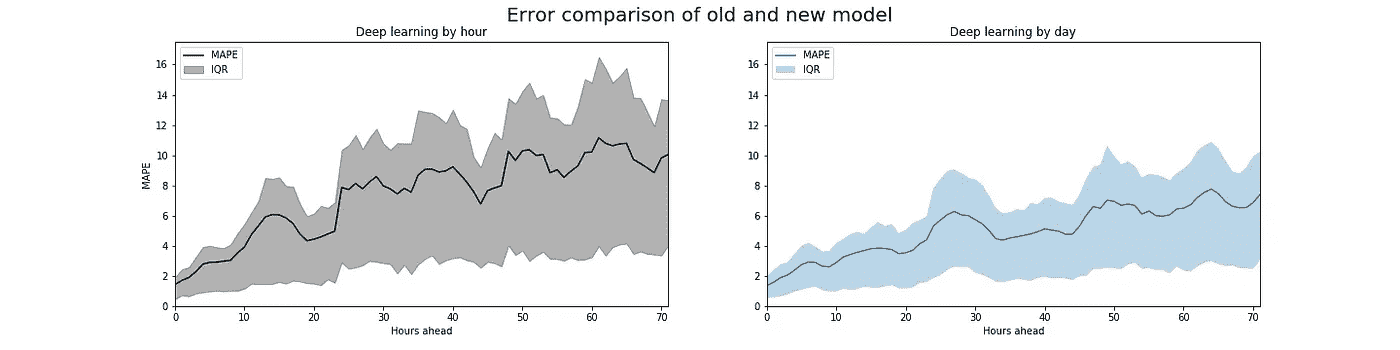 Error comparison of old and new model
Deep learning by hour
MAPE
IQR
16
14
12
10
8
6
4
2
0
MAPE
0 10 20 30 40 50 60 70
Hours ahead
Deep learning by day
MAPE
IQR
16
14
12
10
8
6
4
2
0
0 10 20 30 40 50 60 70
Hours ahead